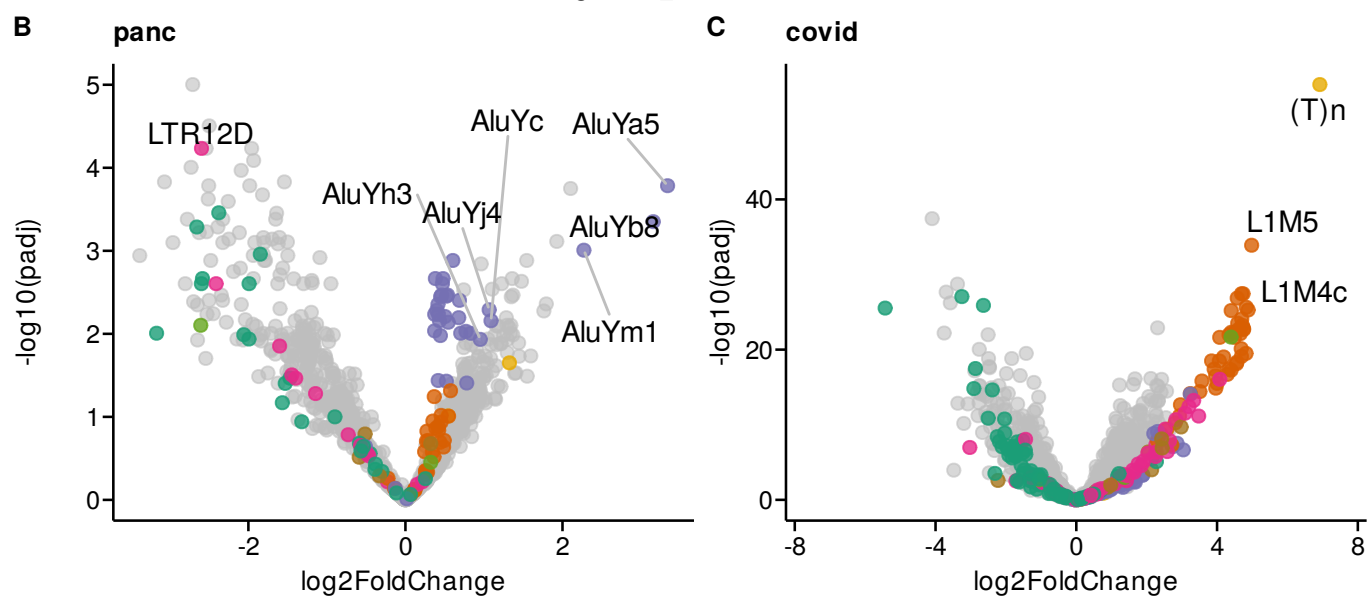 B
panc
-log10(padj)
5
4
3
2
1
0
LTR12D
AluYc
AluYa5
AluYh3
AluYj4
AluYb8
AluYm1
-2
0
2
log2FoldChange
C
covid
-log10(padj)
40
20
0
(T)n
L1M5
L1M4c
-8
-4
0
4
8
log2FoldChange